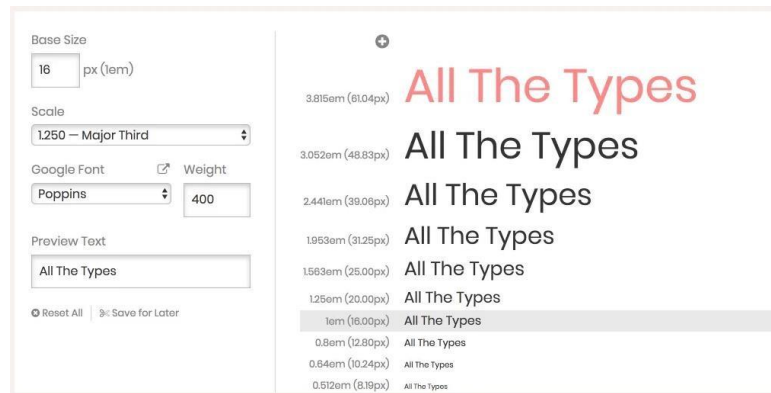 Base Size
16 px (1em)
Scale
1.250 — Major Third
Google Font Weight
Poppins 400
Preview Text
All The Types
Reset All Save for Later
3.815em (61.04px) All The Types
3.052em (48.83px) All The Types
2.441em (39.06px) All The Types
1.953em (31.25px) All The Types
1.563em (25.00px) All The Types
1.25em (20.00px) All The Types
1em (16.00px) All The Types
0.8em (12.80px) All The Types
0.64em (10.24px) All The Types
0.512em (8.19px) All The Types